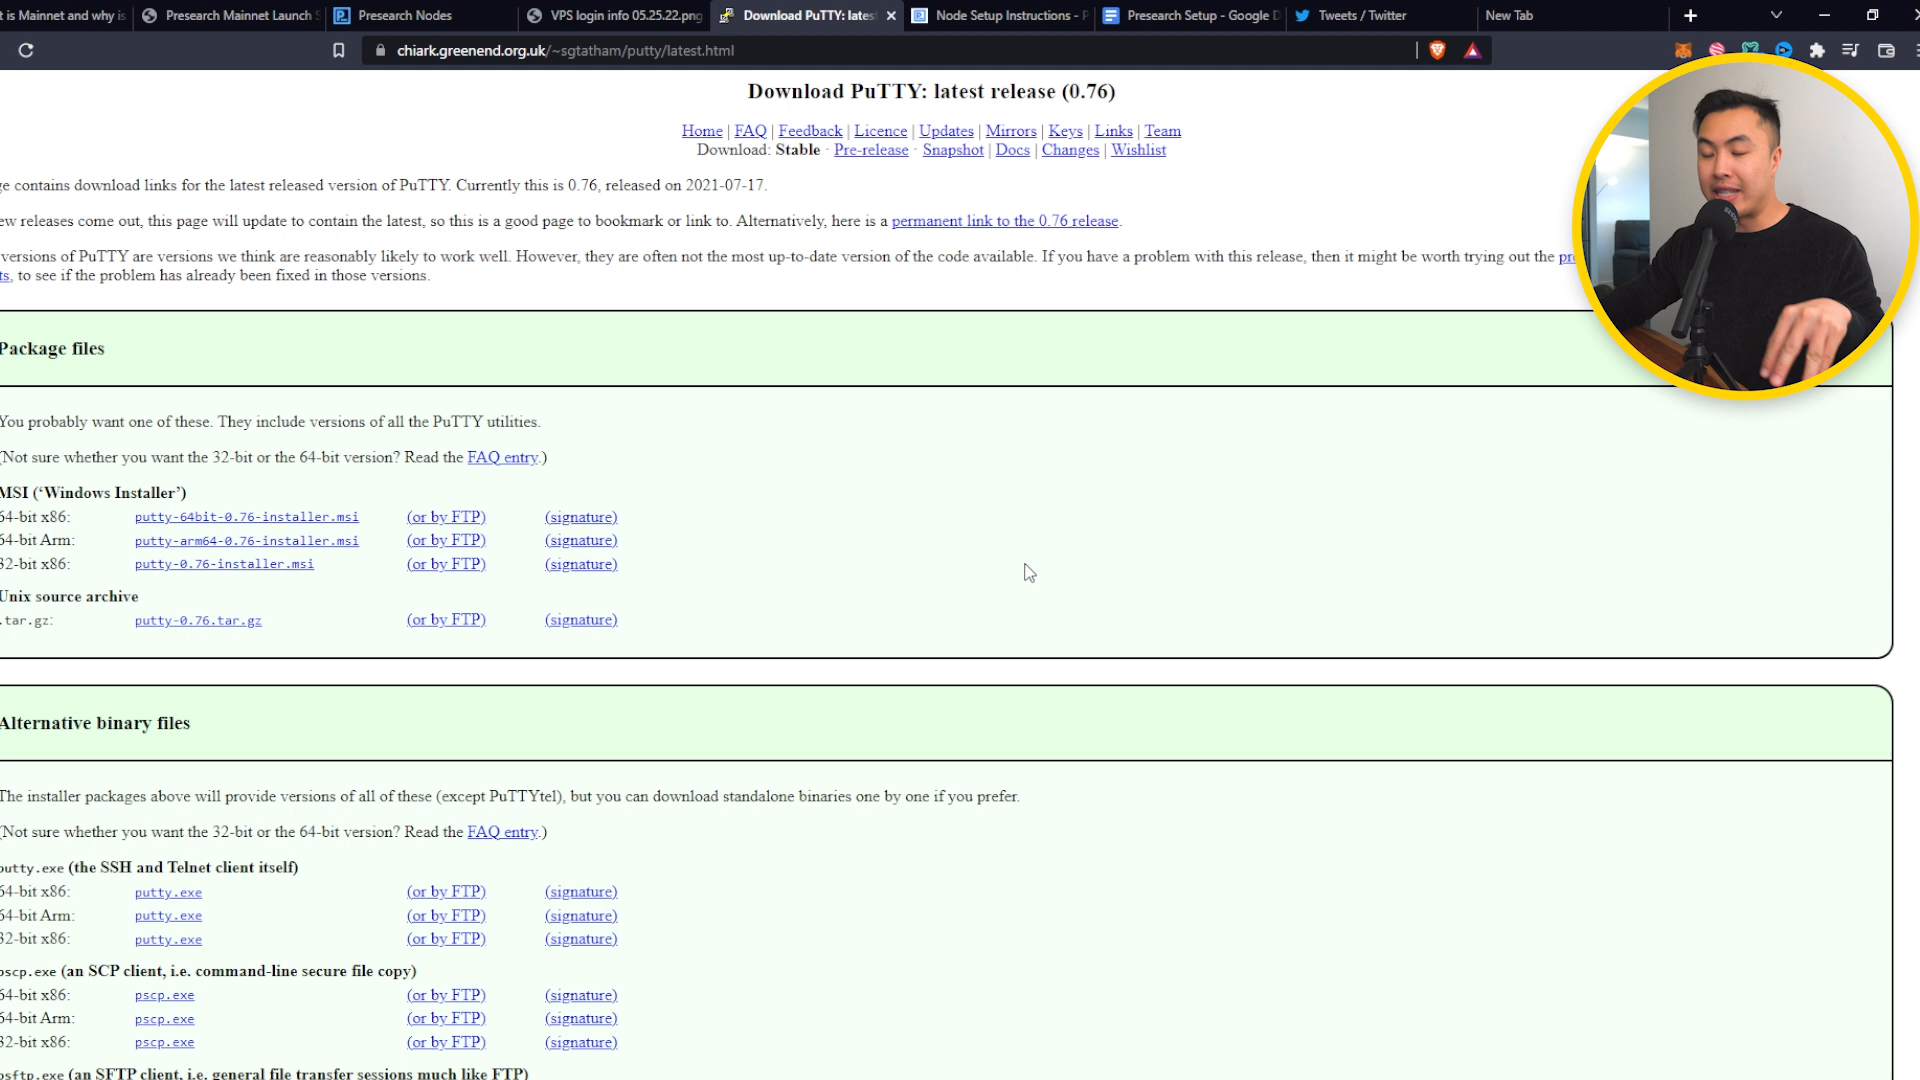 t is Mainnet and why is
Presearch Mainnet Launch S
Presearch Nodes
VPS login info 05.25.22.png
Download PuTTY: lates
Node Setup Instructions - P
Presearch Setup - Google D
Tweets / Twitter
New Tab
chiark.greenend.org.uk/~sgtatham/putty/latest.html
Download PuTTY: latest release (0.76)
Home | FAQ | Feedback | Licence | Updates | Mirrors | Keys | Links | Team
Download: Stable · Pre-release · Snapshot | Docs | Changes | Wishlist
ge contains download links for the latest released version of PuTTY. Currently this is 0.76, released on 2021-07-17.
ew releases come out, this page will update to contain the latest, so this is a good page to bookmark or link to. Alternatively, here is a permanent link to the 0.76 release.
versions of PuTTY are versions we think are reasonably likely to work well. However, they are often not the most up-to-date version of the code available. If you have a problem with this release, then it might be worth trying out the pr
ts, to see if the problem has already been fixed in those versions.
Package files
You probably want one of these. They include versions of all the PuTTY utilities.
(Not sure whether you want the 32-bit or the 64-bit version? Read the FAQ entry.)
MSI (‘Windows Installer’)
64-bit x86: putty-64bit-0.76-installer.msi (or by FTP) (signature)
64-bit Arm: putty-arm64-0.76-installer.msi (or by FTP) (signature)
32-bit x86: putty-0.76-installer.msi (or by FTP) (signature)
Unix source archive
.tar.gz: putty-0.76.tar.gz (or by FTP) (signature)
Alternative binary files
The installer packages above will provide versions of all of these (except PuTTYtel), but you can download standalone binaries one by one if you prefer.
(Not sure whether you want the 32-bit or the 64-bit version? Read the FAQ entry.)
putty.exe (the SSH and Telnet client itself)
64-bit x86: putty.exe (or by FTP) (signature)
64-bit Arm: putty.exe (or by FTP) (signature)
32-bit x86: putty.exe (or by FTP) (signature)
pscp.exe (an SCP client, i.e. command-line secure file copy)
64-bit x86: pscp.exe (or by FTP) (signature)
64-bit Arm: pscp.exe (or by FTP) (signature)
32-bit x86: pscp.exe (or by FTP) (signature)
psftp.exe (an SFTP client, i.e. general file transfer sessions much like FTP)